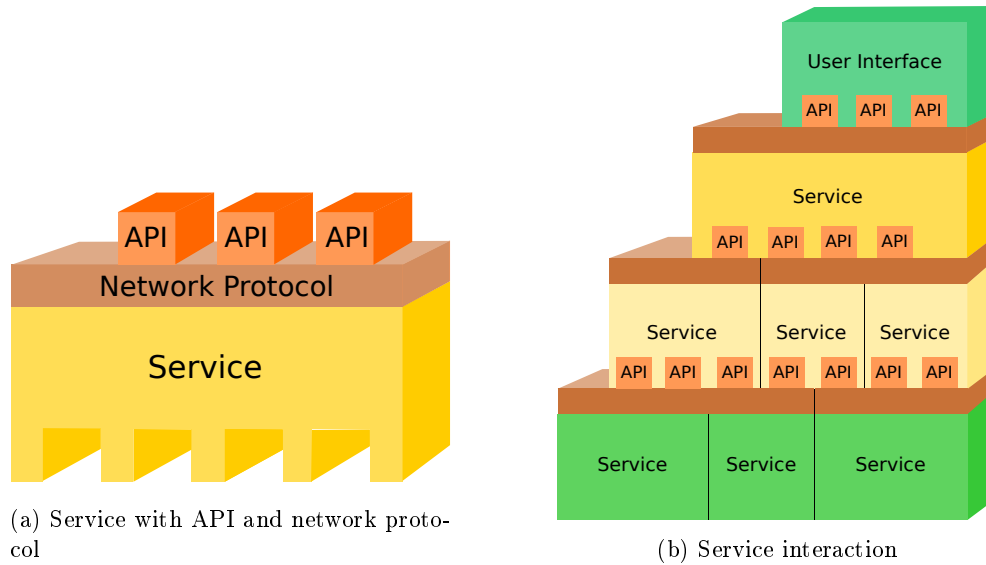 API API API
Network Protocol
Service
(a) Service with API and network proto-
col
User Interface
API API API
Service
API API API API
Service Service Service
API API API API API API API
Service Service Service
(b) Service interaction